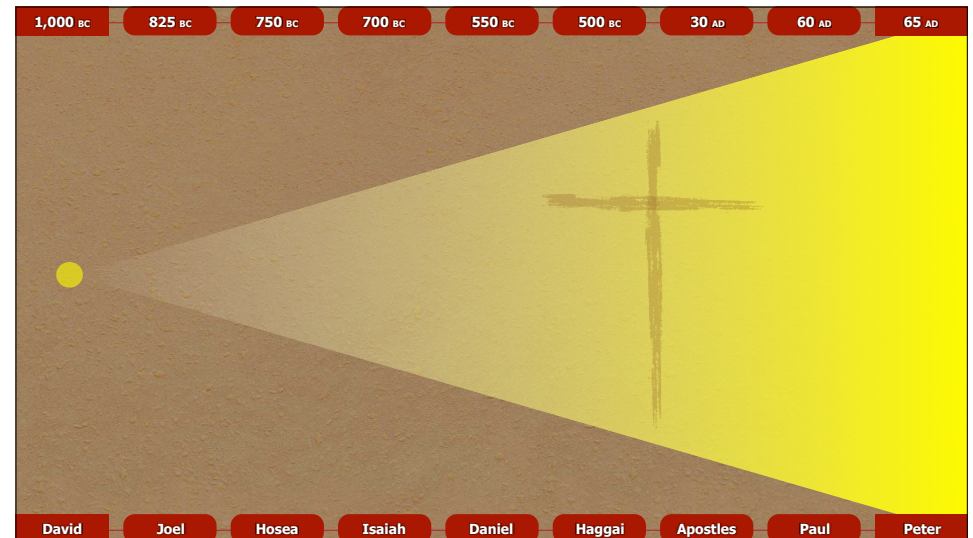 1,000 BC 825 BC 750 BC 700 BC 550 BC 500 BC 30 AD 60 AD 65 AD
David Joel Hosea Isaiah Daniel Haggai Apostles Paul Peter